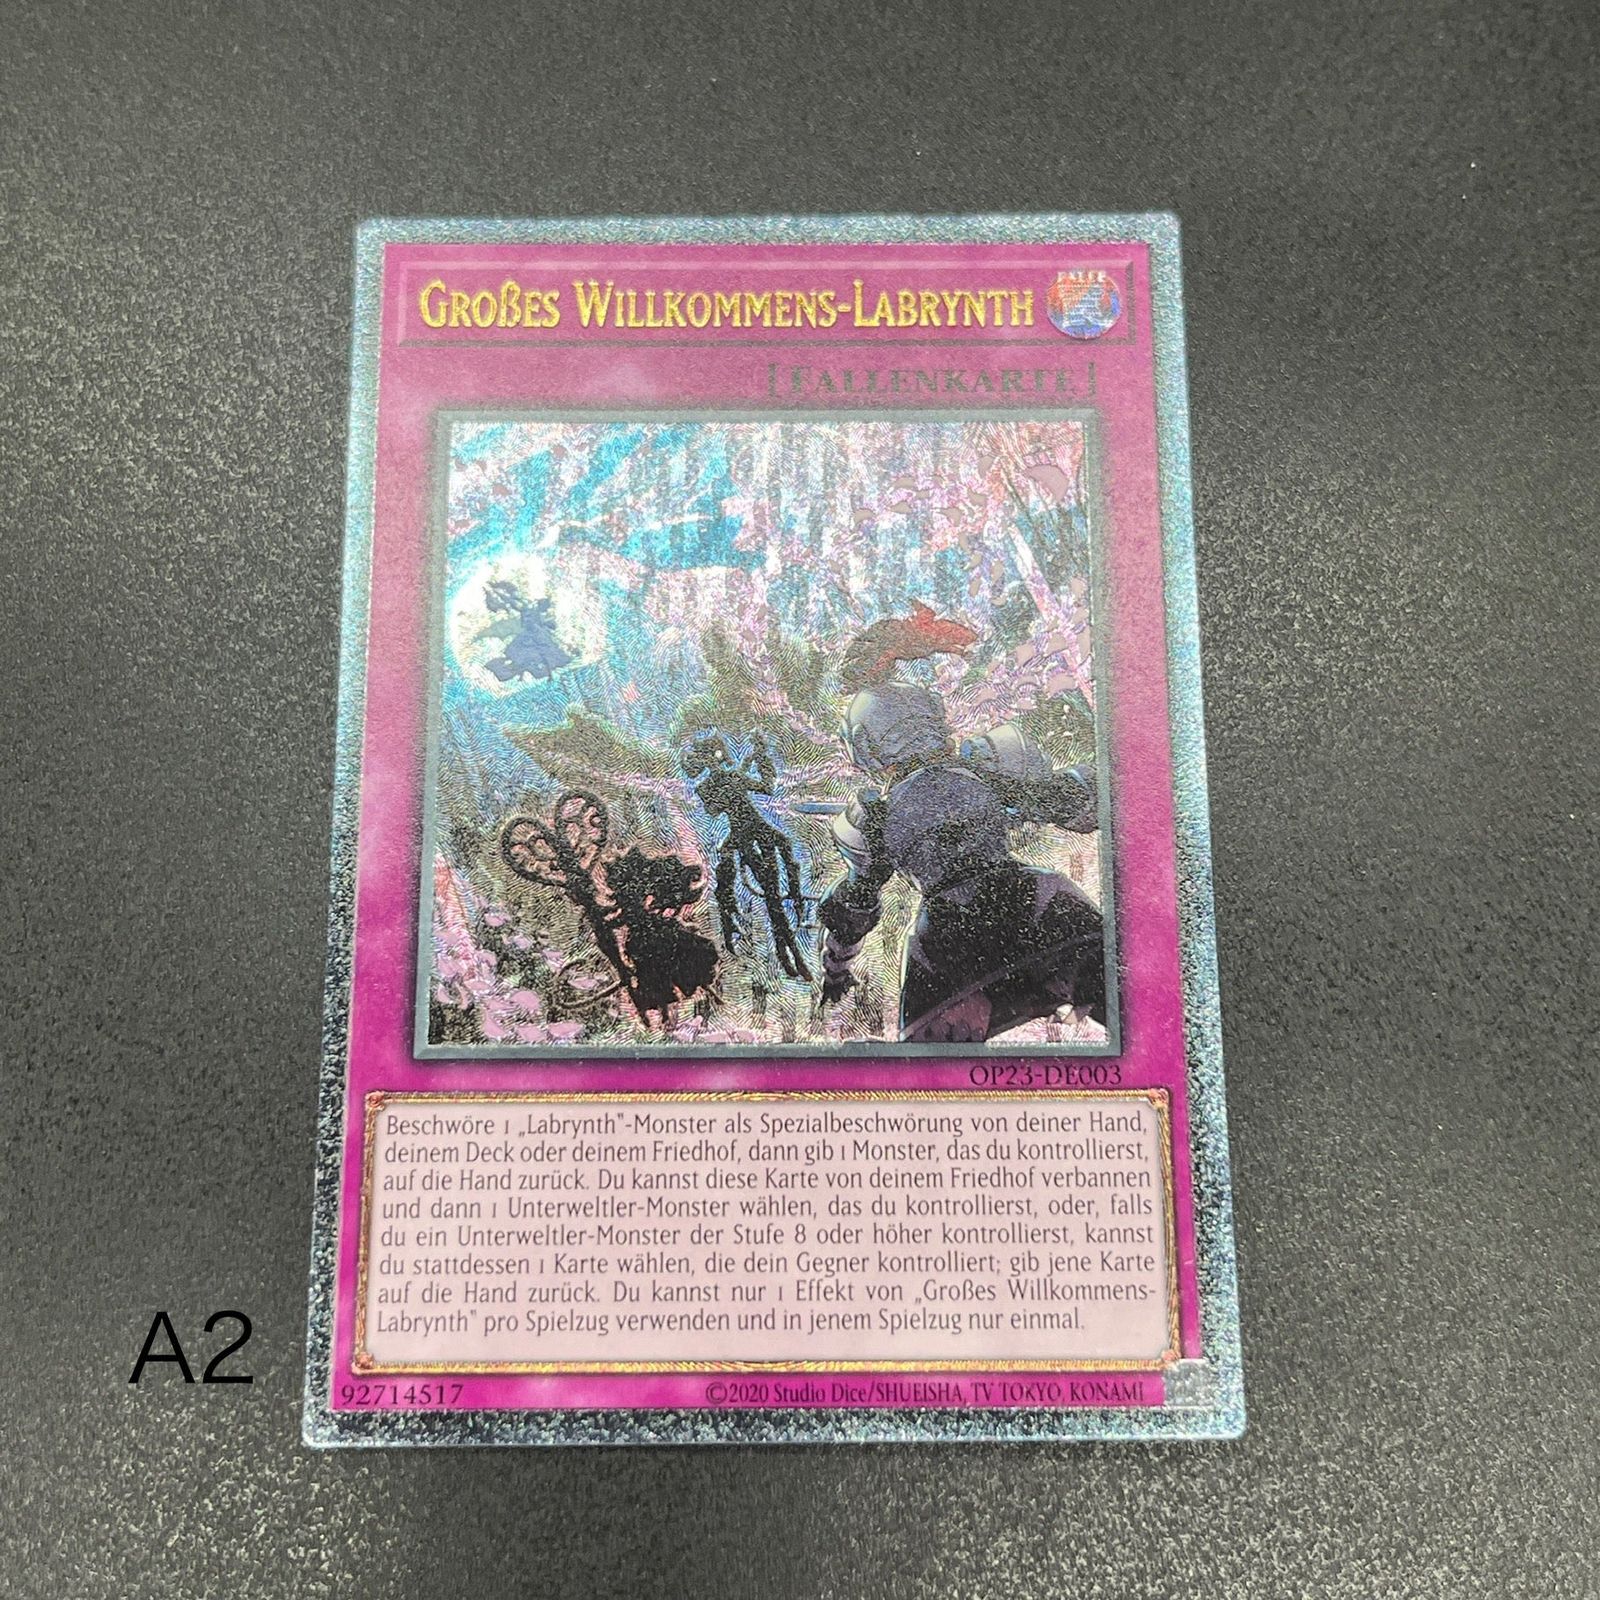 Großes Willkommens-Labrynth
FALLE
[FALLENKARTE]
OP23-DE003
Beschwöre 1 „Labrynth"-Monster als Spezialbeschwörung von deiner Hand,
deinem Deck oder deinem Friedhof, dann gib 1 Monster, das du kontrollierst,
auf die Hand zurück. Du kannst diese Karte von deinem Friedhof verbannen
und dann 1 Unterweltler-Monster wählen, das du kontrollierst, oder, falls
du ein Unterweltler-Monster der Stufe 8 oder höher kontrollierst, kannst
du stattdessen 1 Karte wählen, die dein Gegner kontrolliert; gib jene Karte
auf die Hand zurück. Du kannst nur 1 Effekt von „Großes Willkommens-
Labrynth" pro Spielzug verwenden und in jenem Spielzug nur einmal.
A2
92714517
©2020 Studio Dice/SHUEISHA, TV TOKYO, KONAMI